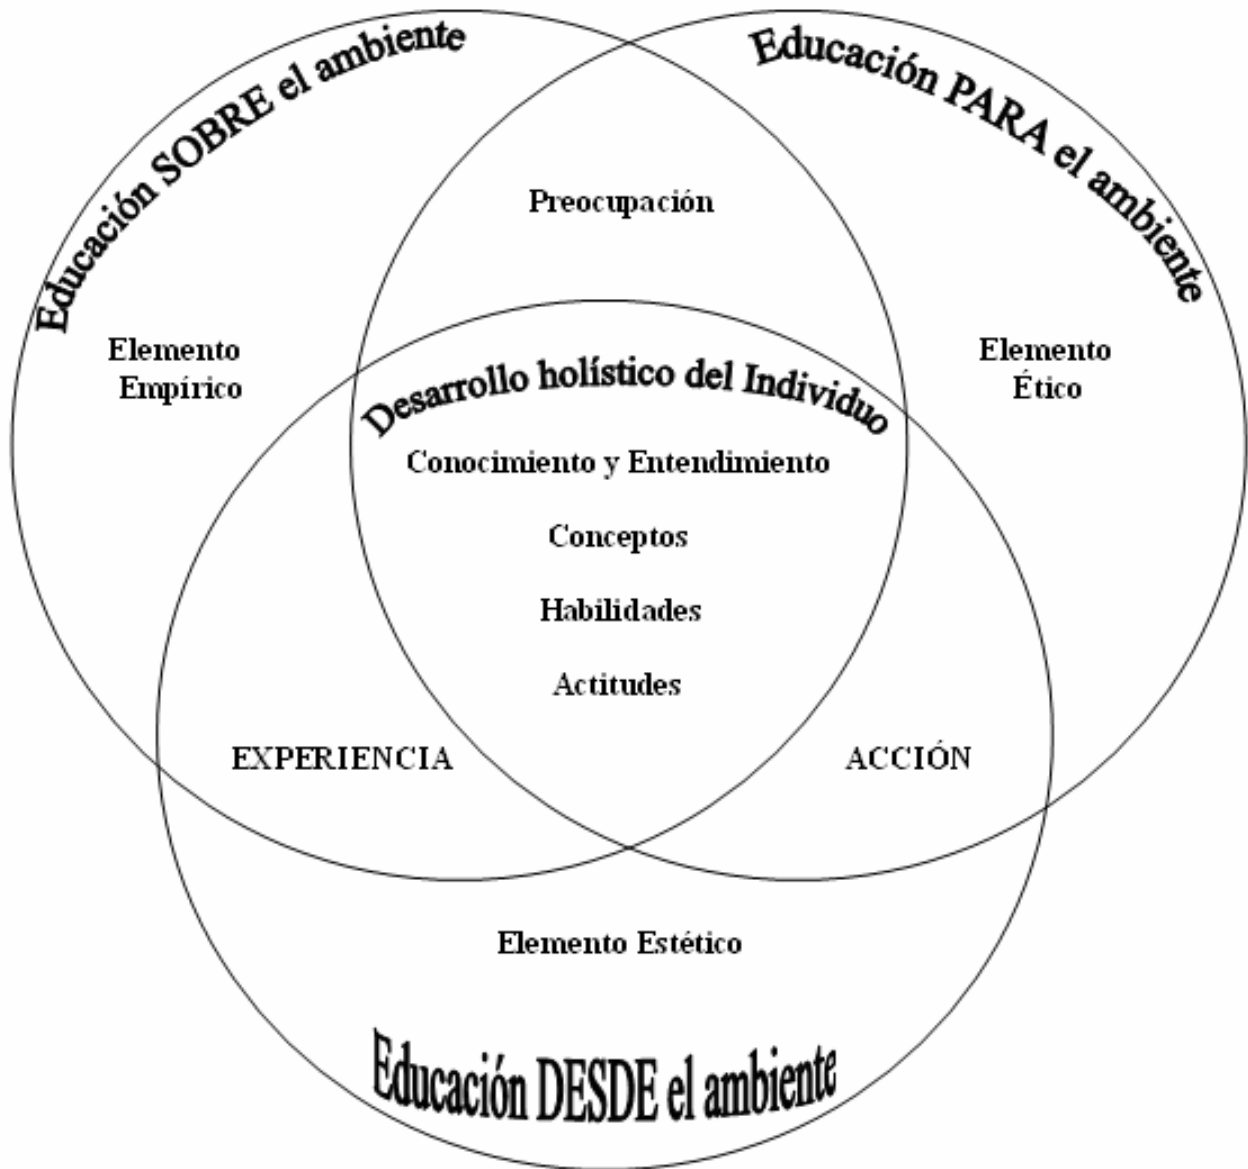 Educación SOBRE el ambiente
Educación PARA el ambiente
Preocupación
Elemento
Empírico
Elemento
Ético
Desarrollo holístico del Individuo
Conocimiento y Entendimiento
Conceptos
Habilidades
Actitudes
EXPERIENCIA
ACCIÓN
Elemento Estético
Educación DESDE el ambiente